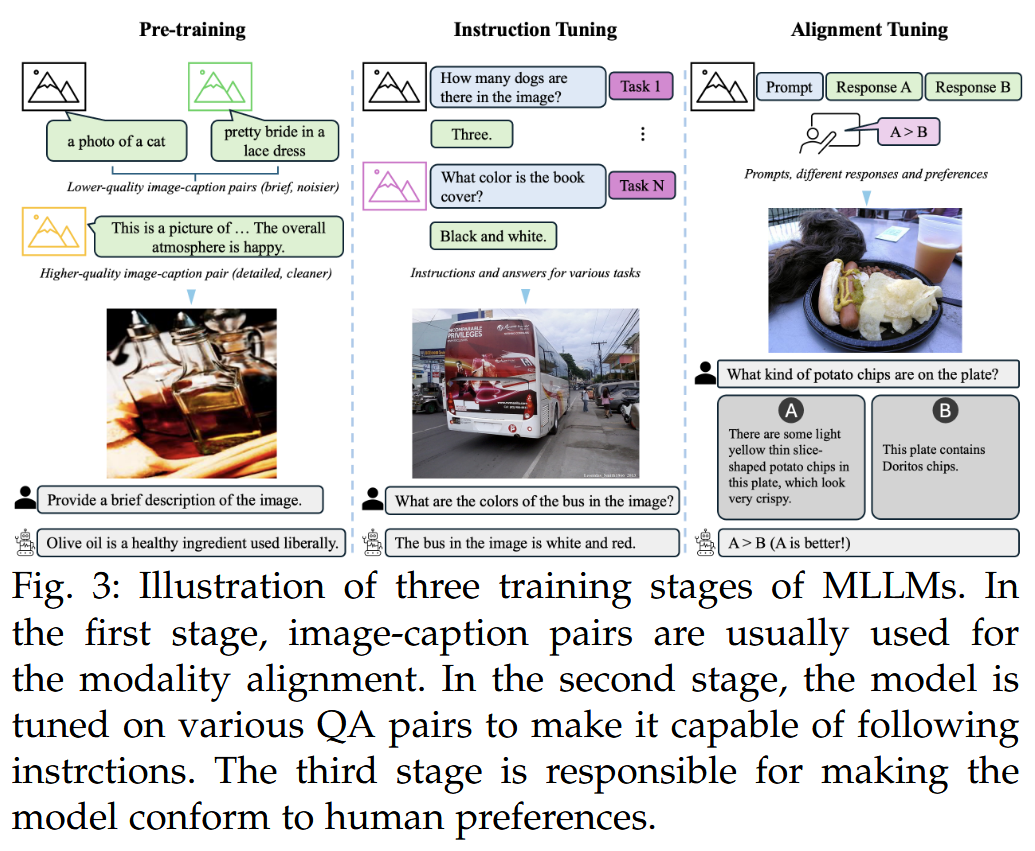 Pre-training
Instruction Tuning
Alignment Tuning
a photo of a cat
pretty bride in a
lace dress
Lower-quality image-caption pairs (brief, noisier)
This is a picture of … The overall
atmosphere is happy.
Higher-quality image-caption pair (detailed, cleaner)
Provide a brief description of the image.
Olive oil is a healthy ingredient used liberally.
How many dogs are
there in the image?
Task 1
Three.
⋮
What color is the book
cover?
Task N
Black and white.
Instructions and answers for various tasks
INCOMPARABLE
PRIVILEGES
What are the colors of the bus in the image?
The bus in the image is white and red.
Prompt
Response A
Response B
A > B
Prompts, different responses and preferences
What kind of potato chips are on the plate?
A
There are some light
yellow thin slice-
shaped potato chips in
this plate, which look
very crispy.
B
This plate contains
Doritos chips.
A > B (A is better!)
Fig. 3: Illustration of three training stages of MLLMs. In
the first stage, image-caption pairs are usually used for
the modality alignment. In the second stage, the model is
tuned on various QA pairs to make it capable of following
instrctions. The third stage is responsible for making the
model conform to human preferences.